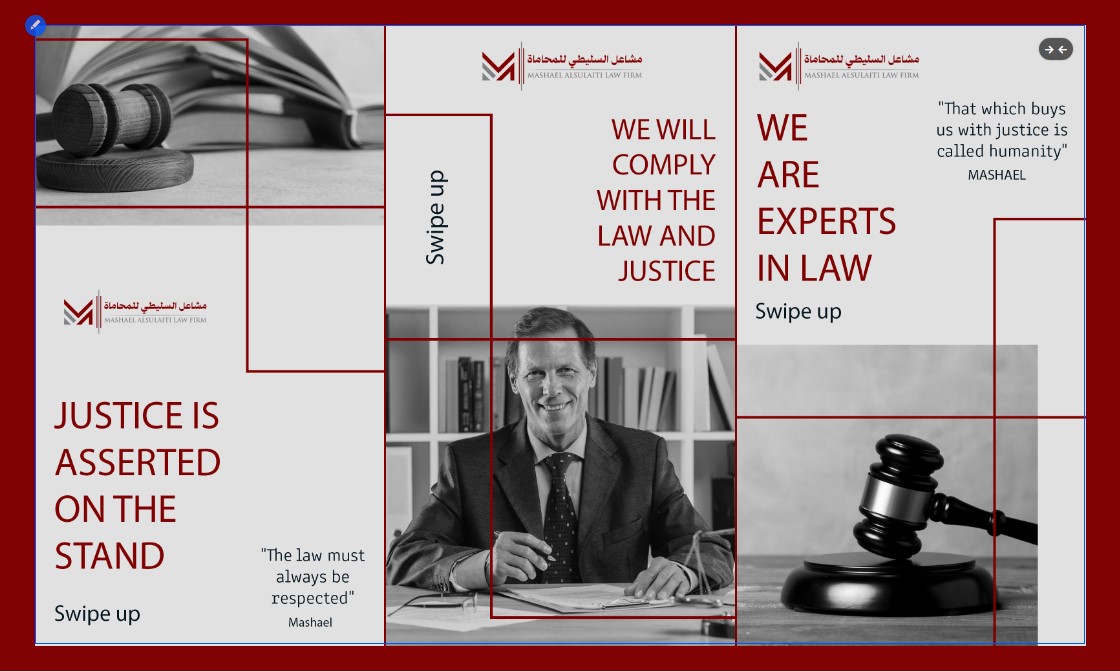 مشاعل السليطي للمحاماة
MASHAEL ALSULAITI LAW FIRM
JUSTICE IS
ASSERTED
ON THE
STAND
Swipe up
"The law must
always be
respected"
Mashael
مشاعل السليطي للمحاماة
MASHAEL ALSULAITI LAW FIRM
Swipe up
WE WILL
COMPLY
WITH THE
LAW AND
JUSTICE
مشاعل السليطي للمحاماة
MASHAEL ALSULAITI LAW FIRM
WE
ARE
EXPERTS
IN LAW
Swipe up
"That which buys
us with justice is
called humanity"
MASHAEL